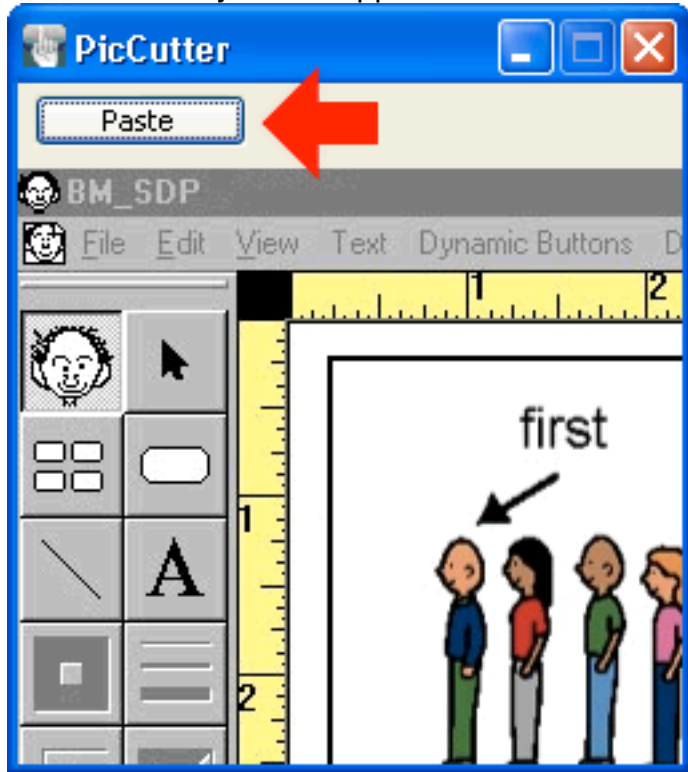 PicCutter
Paste
BM_SDP
File Edit View Text Dynamic Buttons D
1 2
first
1
A
2